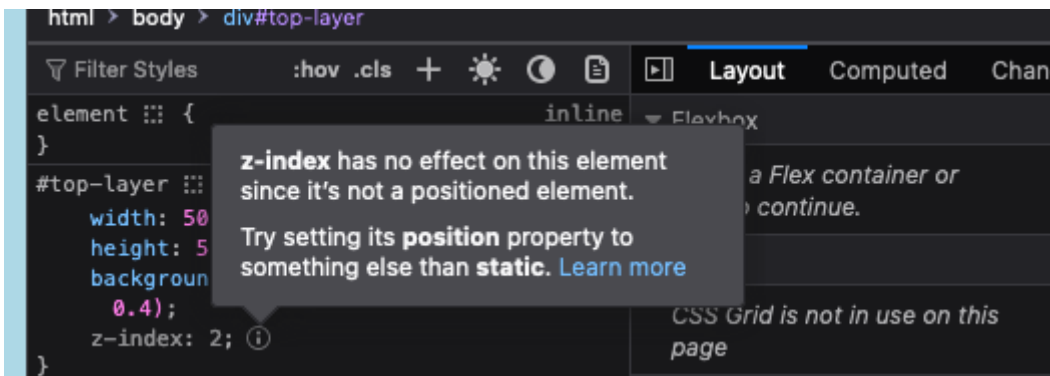 html > body > div#top-layer
Filter Styles :hov .cls + Layout Computed
element { inline
}
Flexbox
z-index has no effect on this element
since it's not a positioned element.
Try setting its position property to
something else than static. Learn more
a Flex container or
continue.
#top-layer
width: 50
height: 5
backgroun
0.4);
z-index: 2;
}
CSS Grid is not in use on this
page